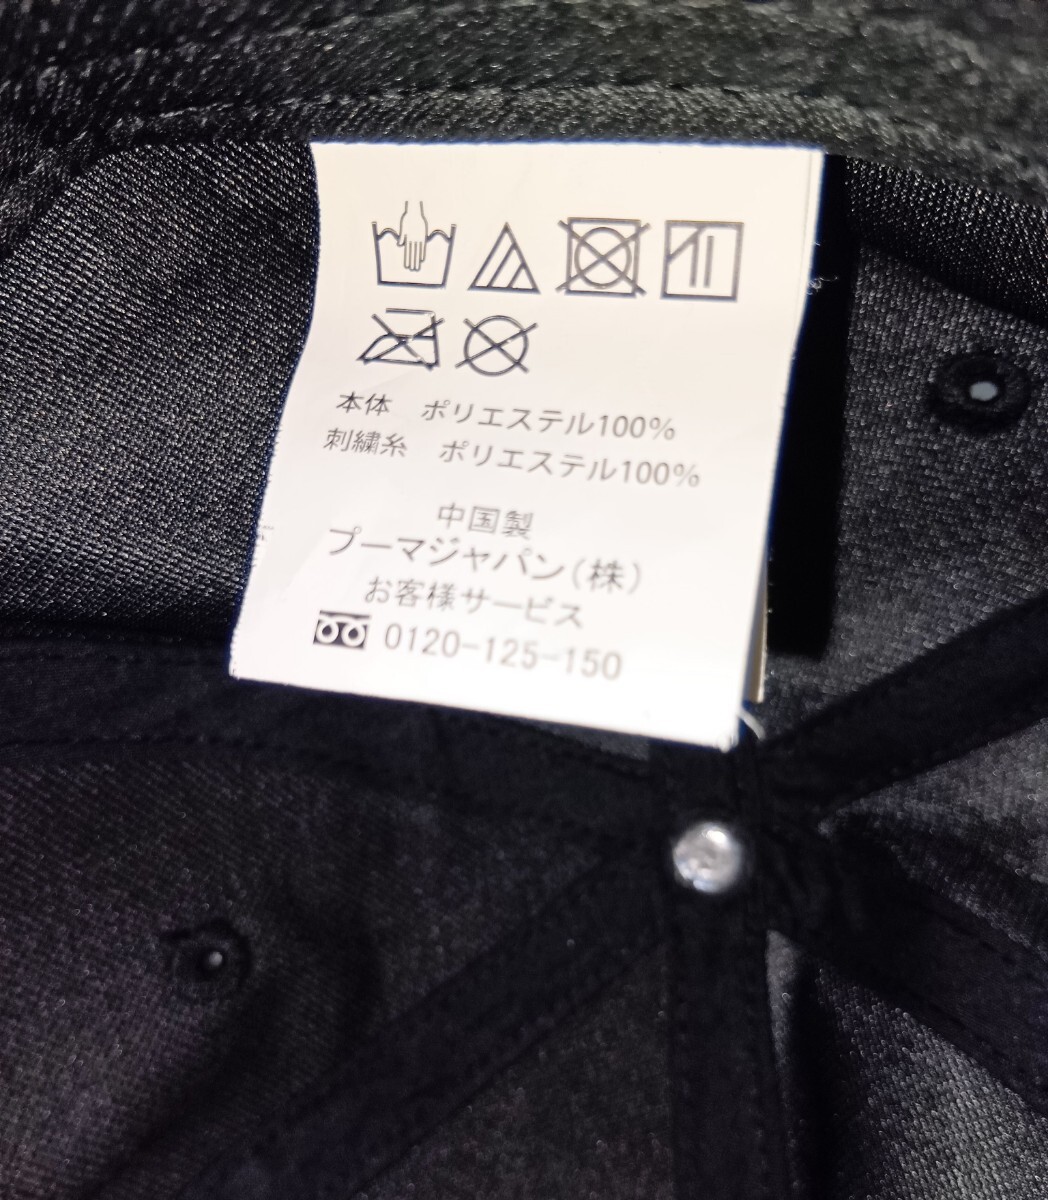 本体 ポリエステル100%
刺繍糸 ポリエステル100%
中国製
プーマジャパン(株)
お客様サービス
0120-125-150